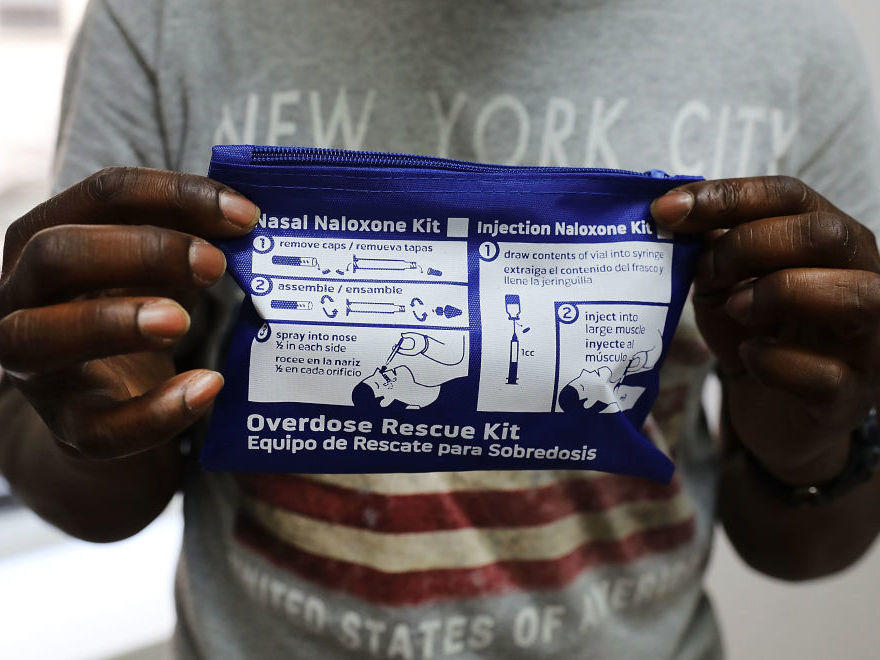 NEW YORK CITY
Nasal Naloxone Kit
1 remove caps / remueva tapas
2 assemble / ensamble
3 spray into nose
½ in each side
rocee en la nariz
½ en cada orificio
Injection Naloxone Kit
1 draw contents of vial into syringe
extraiga el contenido del frasco y
llene la jeringuilla
1cc
2 inject into
large muscle
inyecte al
músculo
Overdose Rescue Kit
Equipo de Rescate para Sobredosis
UNITED STATES OF AMERICA